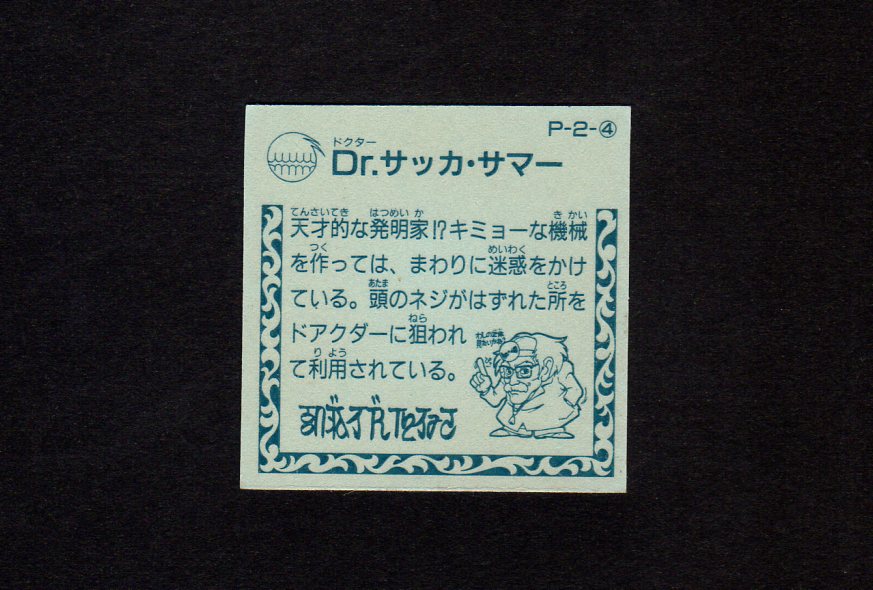 P-2-④
ドクター
Dr.サッカ・サマー
てんさいてき はつめいか きかい
天才的な発明家!?キミョーな機械
つく めいわく
を作っては、まわりに迷惑をかけ
あたま ところ
ている。頭のネジがはずれた所を
ねら
ドアクダーに狙われ
りよう
て利用されている。